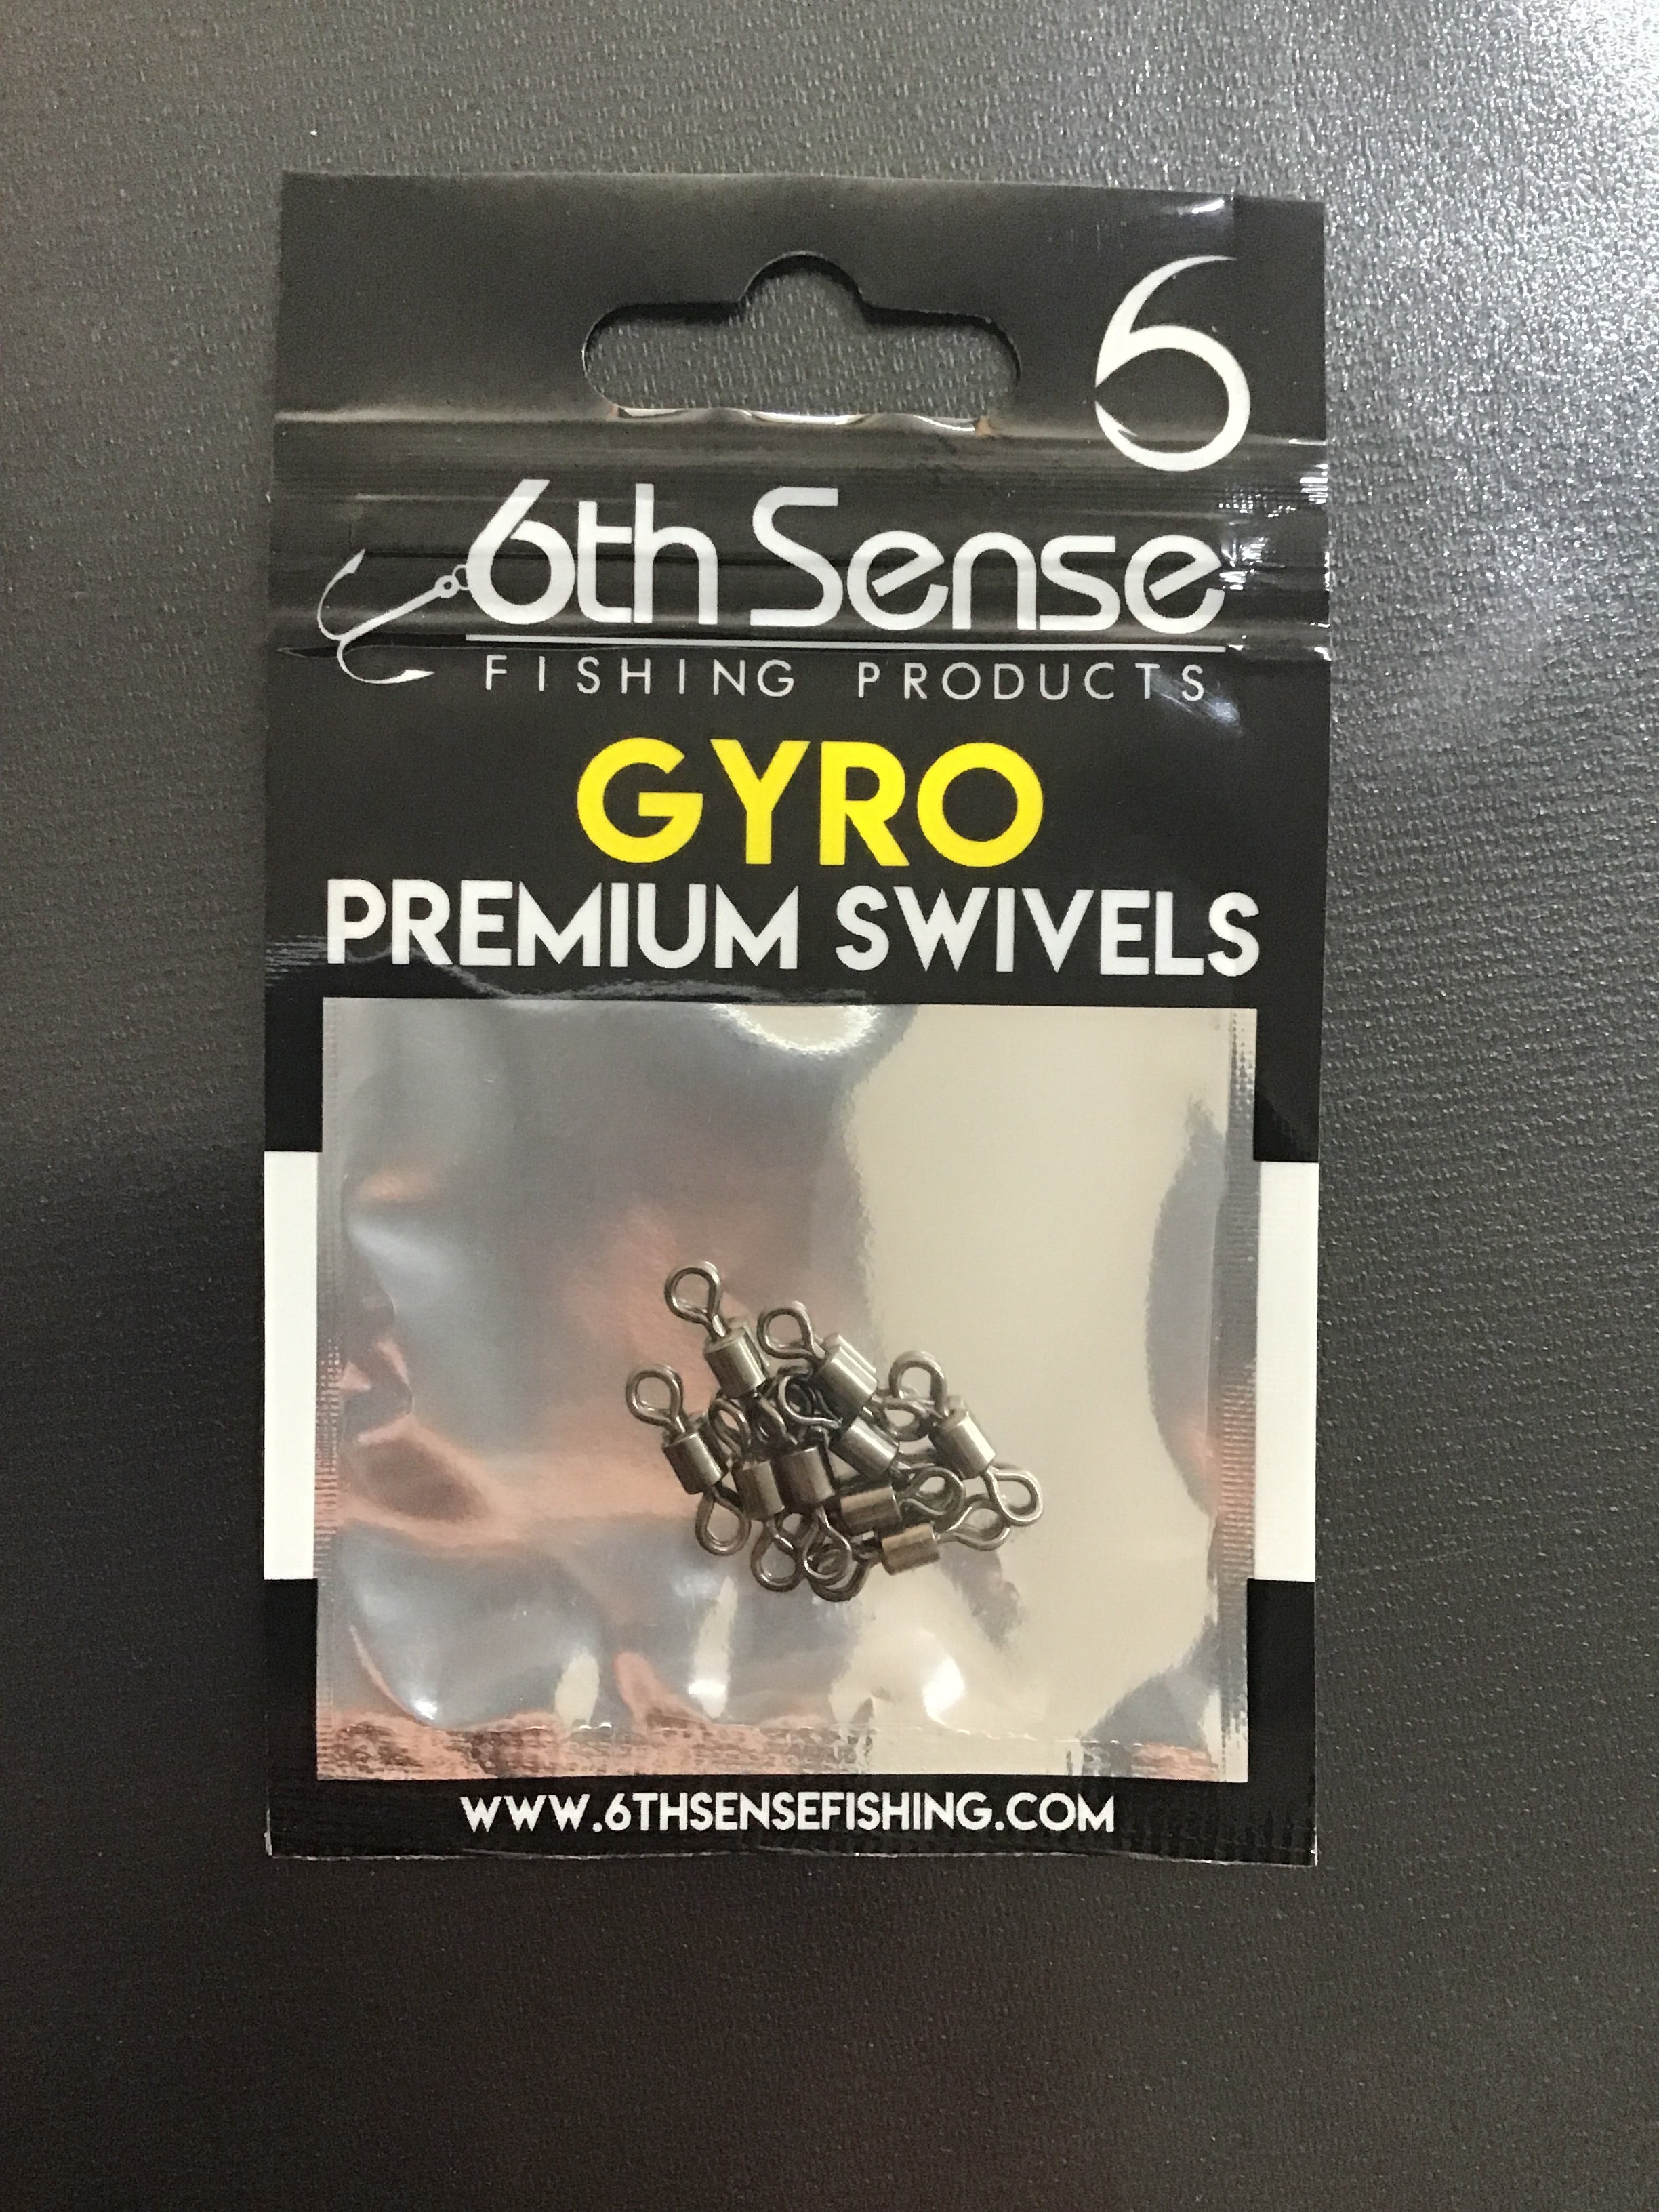 6
6th Sense
FISHING PRODUCTS
GYRO
PREMIUM SWIVELS
WWW.6THSENSEFISHING.COM